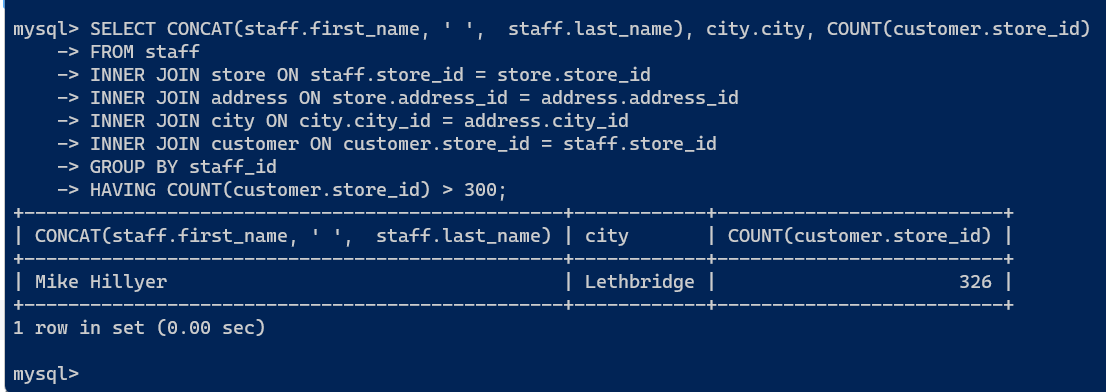 mysql> SELECT CONCAT(staff.first_name, ' ',  staff.last_name), city.city, COUNT(customer.store_id)
    -> FROM staff
    -> INNER JOIN store ON staff.store_id = store.store_id
    -> INNER JOIN address ON store.address_id = address.address_id
    -> INNER JOIN city ON city.city_id = address.city_id
    -> INNER JOIN customer ON customer.store_id = staff.store_id
    -> GROUP BY staff_id
    -> HAVING COUNT(customer.store_id) > 300;
+-------------------------------------------------+------------+--------------------------+
| CONCAT(staff.first_name, ' ',  staff.last_name) | city       | COUNT(customer.store_id) |
+-------------------------------------------------+------------+--------------------------+
| Mike Hillyer                                    | Lethbridge |                      326 |
+-------------------------------------------------+------------+--------------------------+
1 row in set (0.00 sec)

mysql>